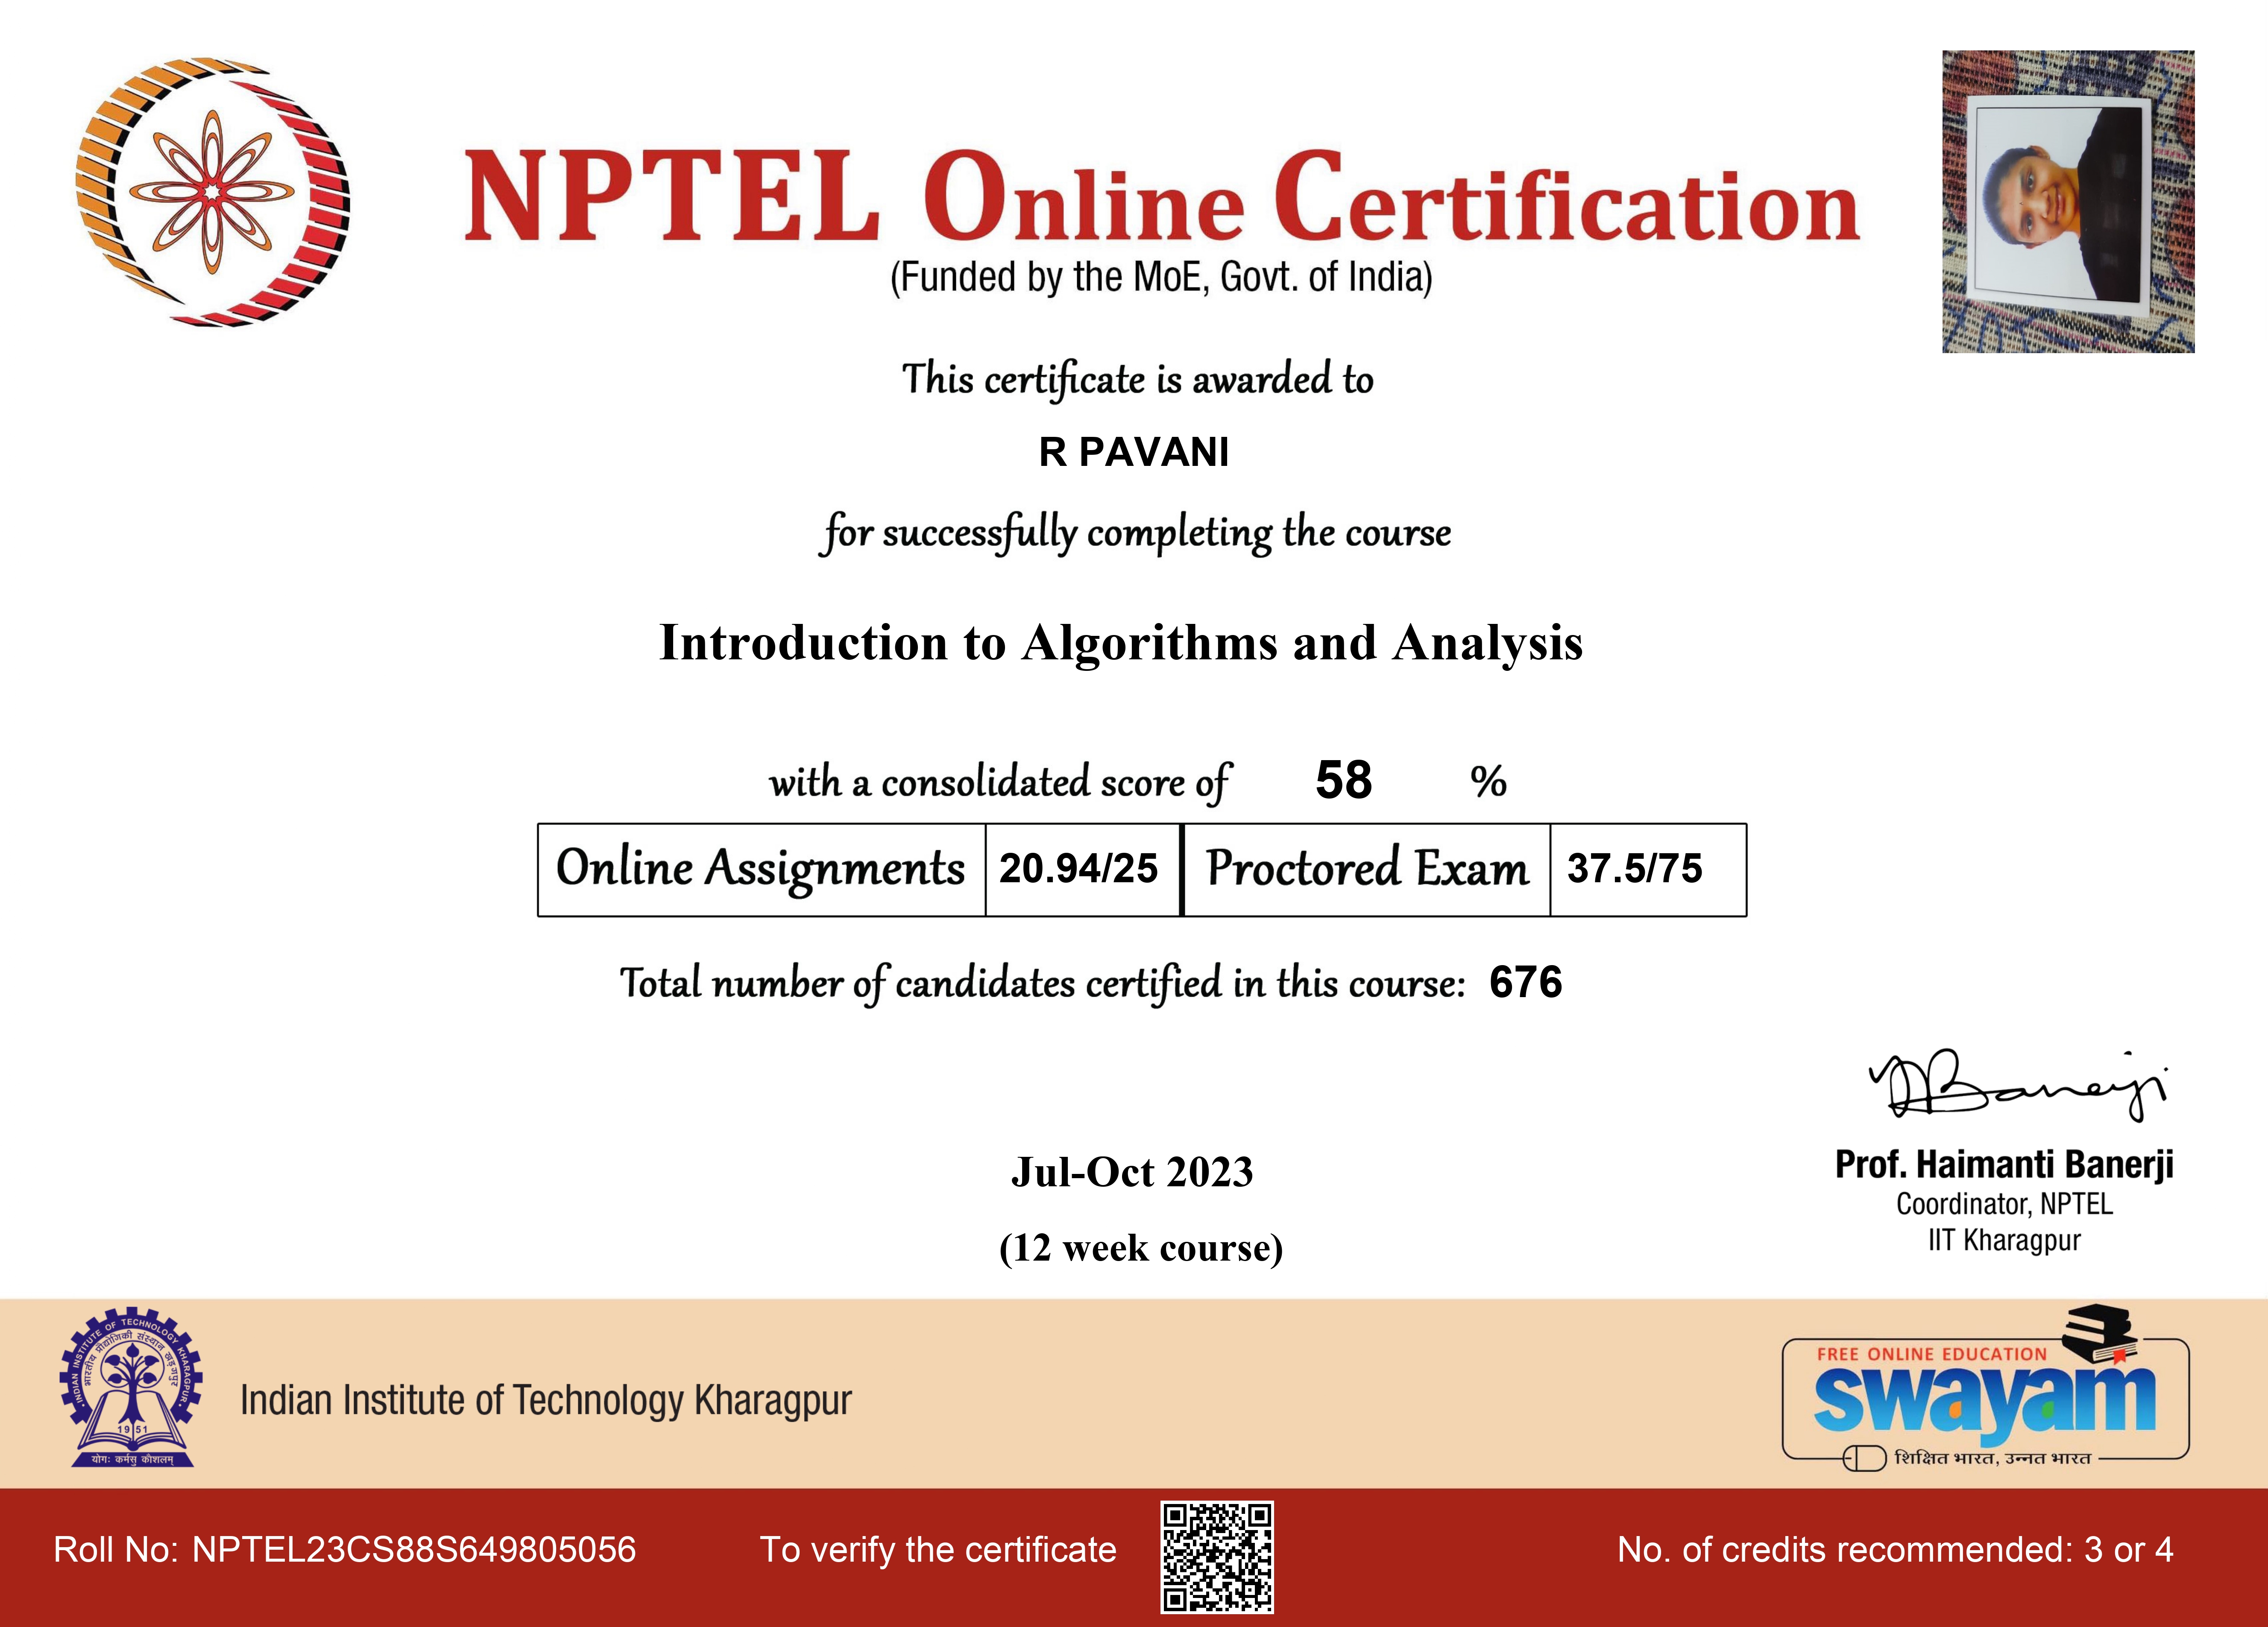 NPTEL Online Certification
(Funded by the MoE, Govt. of India)
This certificate is awarded to
R PAVANI
for successfully completing the course
Introduction to Algorithms and Analysis
with a consolidated score of 58 %
Online Assignments 20.94/25 Proctored Exam 37.5/75
Total number of candidates certified in this course: 676
Banerji
Jul-Oct 2023
(12 week course)
Prof. Haimanti Banerji
Coordinator, NPTEL
IIT Kharagpur
INDIAN INSTITUTE OF TECHNOLOGY KHARAGPUR
भारतीय प्रौद्योगिकी संस्थान खड़गपुर
1951
योगः कर्मसु कौशलम्
Indian Institute of Technology Kharagpur
FREE ONLINE EDUCATION
swayam
शिक्षित भारत, उन्नत भारत
Roll No: NPTEL23CS88S649805056
To verify the certificate
No. of credits recommended: 3 or 4